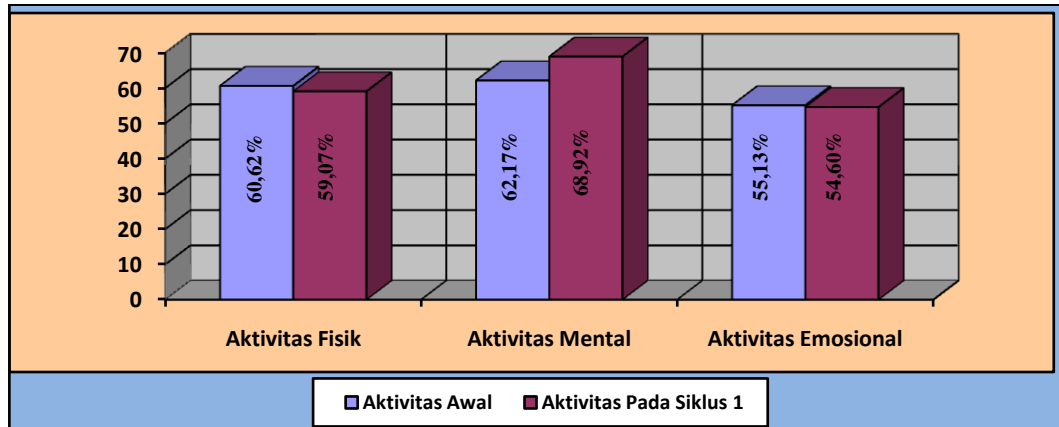 70
60
50
40
30
20
10
0
60,62%
59,07%
62,17%
68,92%
55,13%
54,60%
Aktivitas Fisik
Aktivitas Mental
Aktivitas Emosional
Aktivitas Awal
Aktivitas Pada Siklus 1